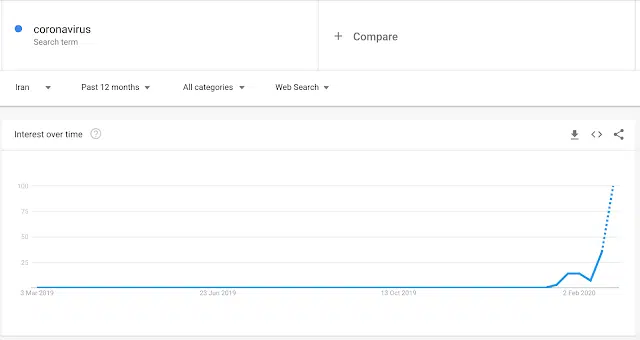 coronavirus
Search term
+ Compare
Iran
Past 12 months
All categories
Web Search
Interest over time ?
100
75
50
25
3 Mar 2019
23 Jun 2019
13 Oct 2019
2 Feb 2020